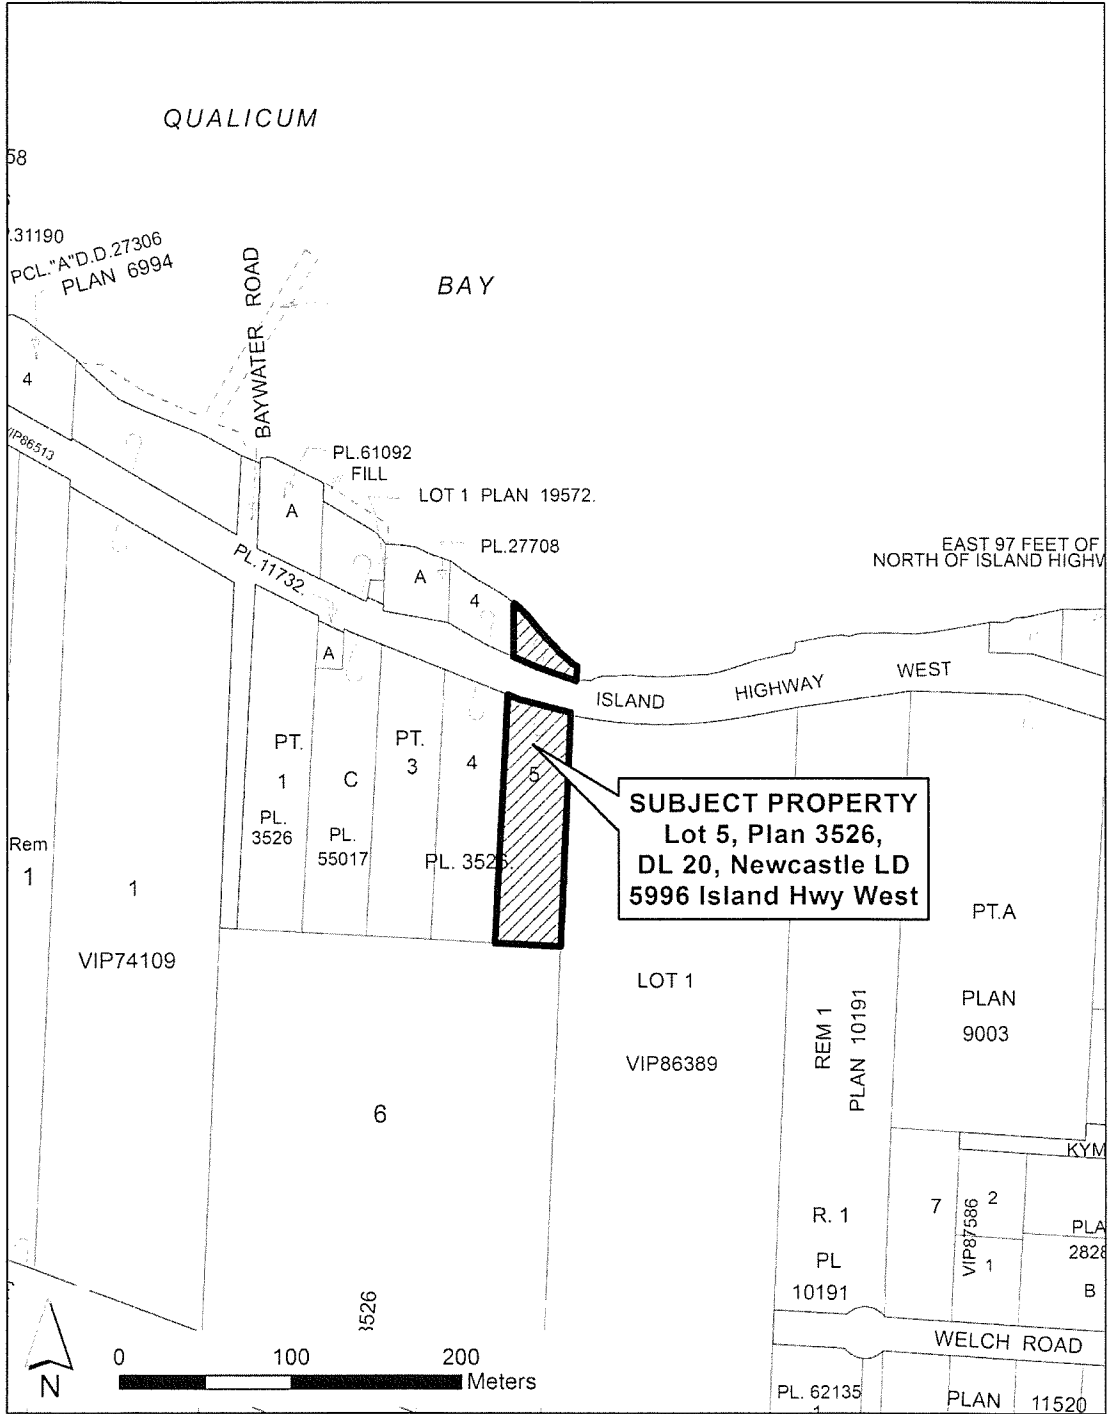 QUALICUM
58
.31190
PCL."A"D.D.27306
PLAN 6994
BAYWATER ROAD
BAY
4
VIP86513
PL.61092
FILL
A
LOT 1 PLAN 19572.
PL. 11732.
PL.27708
A
4
EAST 97 FEET OF
NORTH OF ISLAND HIGHW
A
ISLAND HIGHWAY WEST
PT.
1
PL.
3526
C
PL.
55017
PT.
3
4
PL. 3526.
5
SUBJECT PROPERTY
Lot 5, Plan 3526,
DL 20, Newcastle LD
5996 Island Hwy West
Rem
1
1
VIP74109
PT.A
PLAN
9003
LOT 1
VIP86389
REM 1
PLAN 10191
6
KYM
R. 1
PL
10191
7
VIP87586
2
1
PLA
2828
B
3526
WELCH ROAD
N
0 100 200
Meters
PL. 62135
1
PLAN 11520